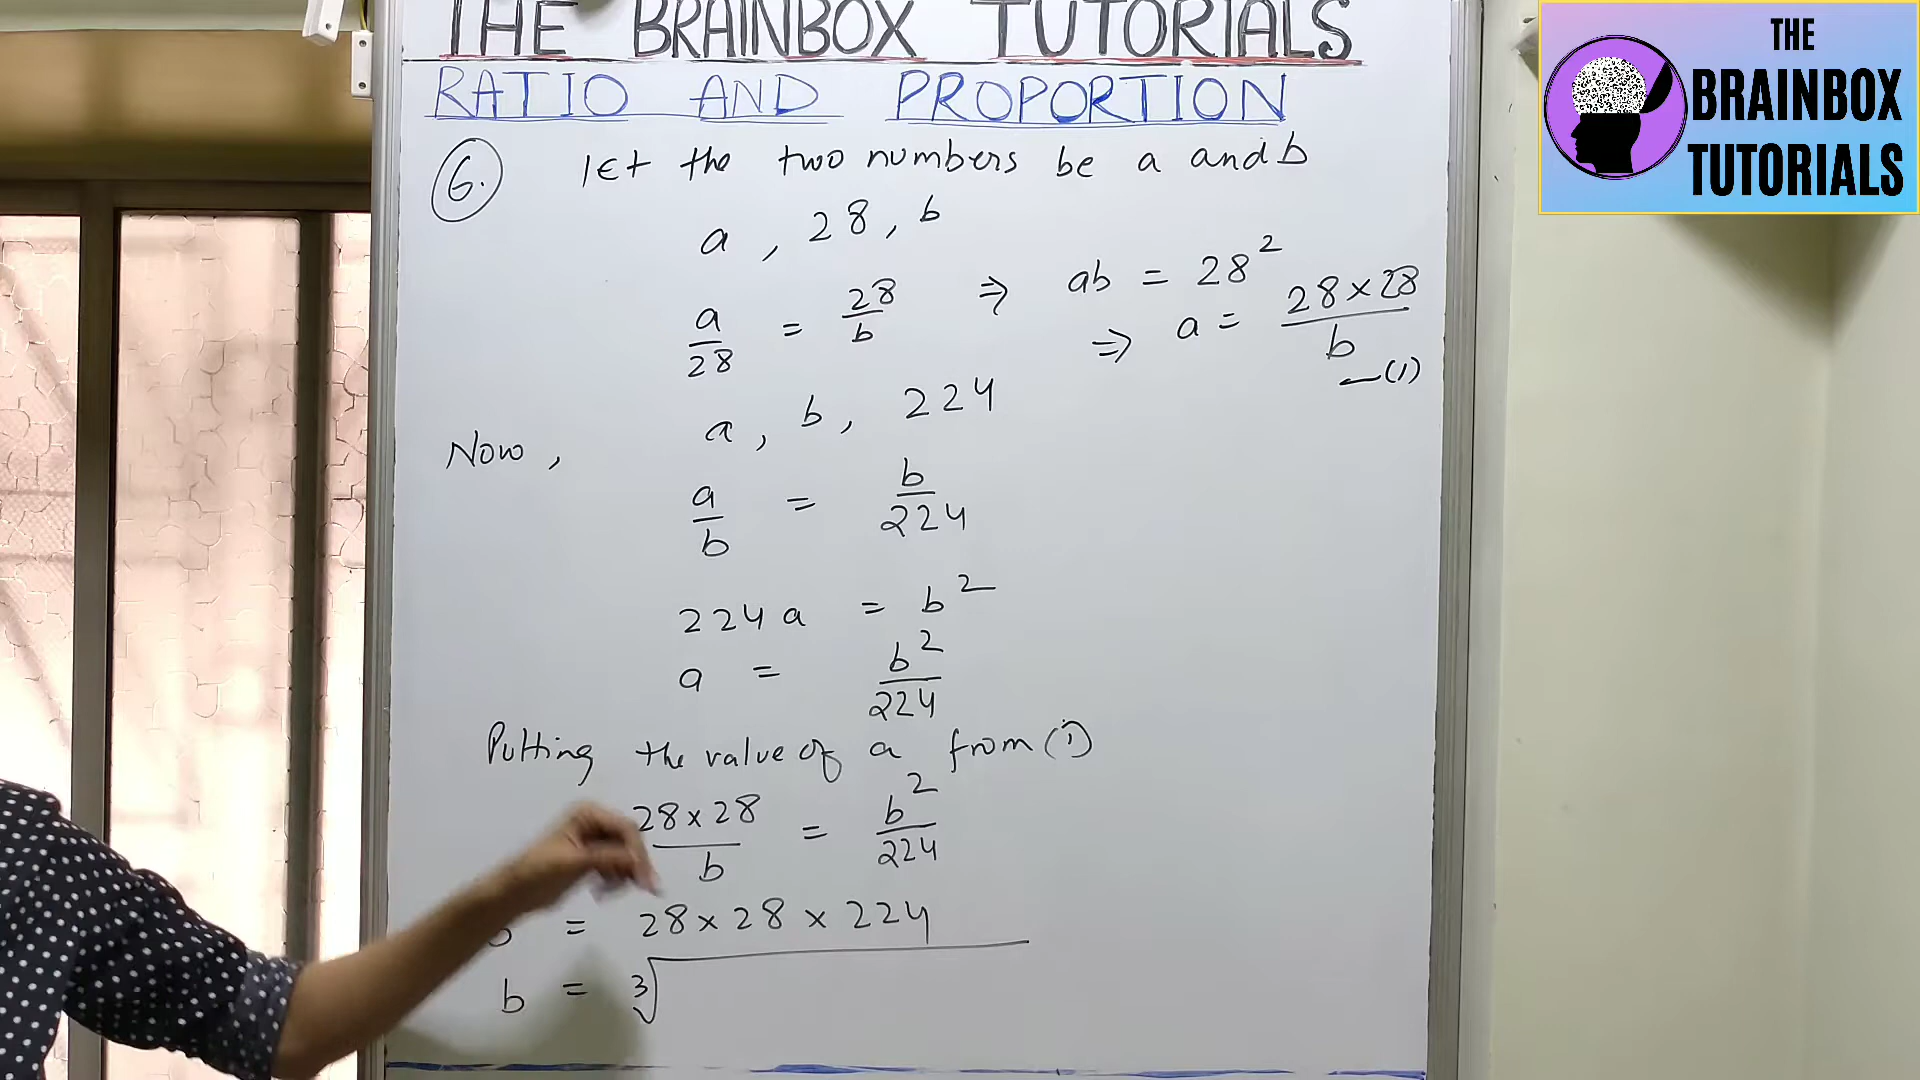 THE BRAINBOX TUTORIALS
RATIO AND PROPORTION
6. let the two numbers be a and b
a, 28, b
a/28 = 28/b ⇒ ab = 28²
⇒ a = 28×28/b —(1)
Now, a, b, 224
a/b = b/224
224a = b²
a = b²/224
Putting the value of a from (i)
28×28/b = b²/224
= 28×28×224
b = ∛
THE
BRAINBOX
TUTORIALS